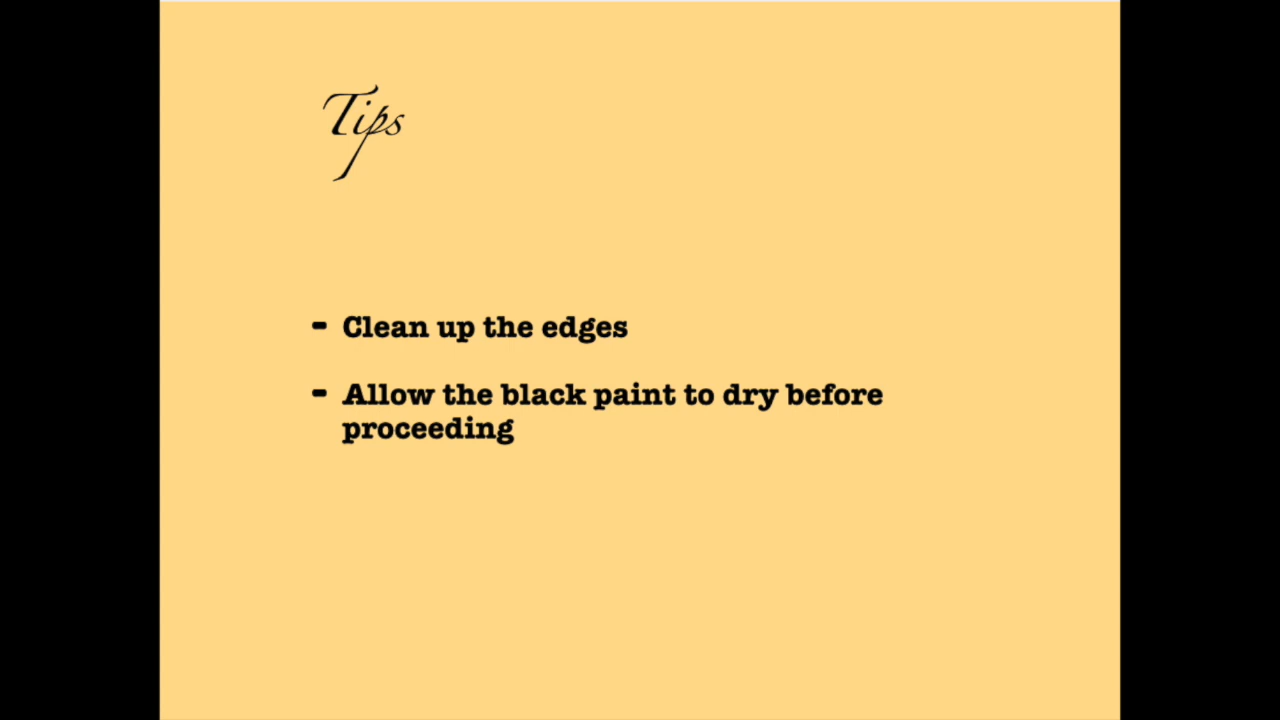 Tips
- Clean up the edges
- Allow the black paint to dry before
proceeding